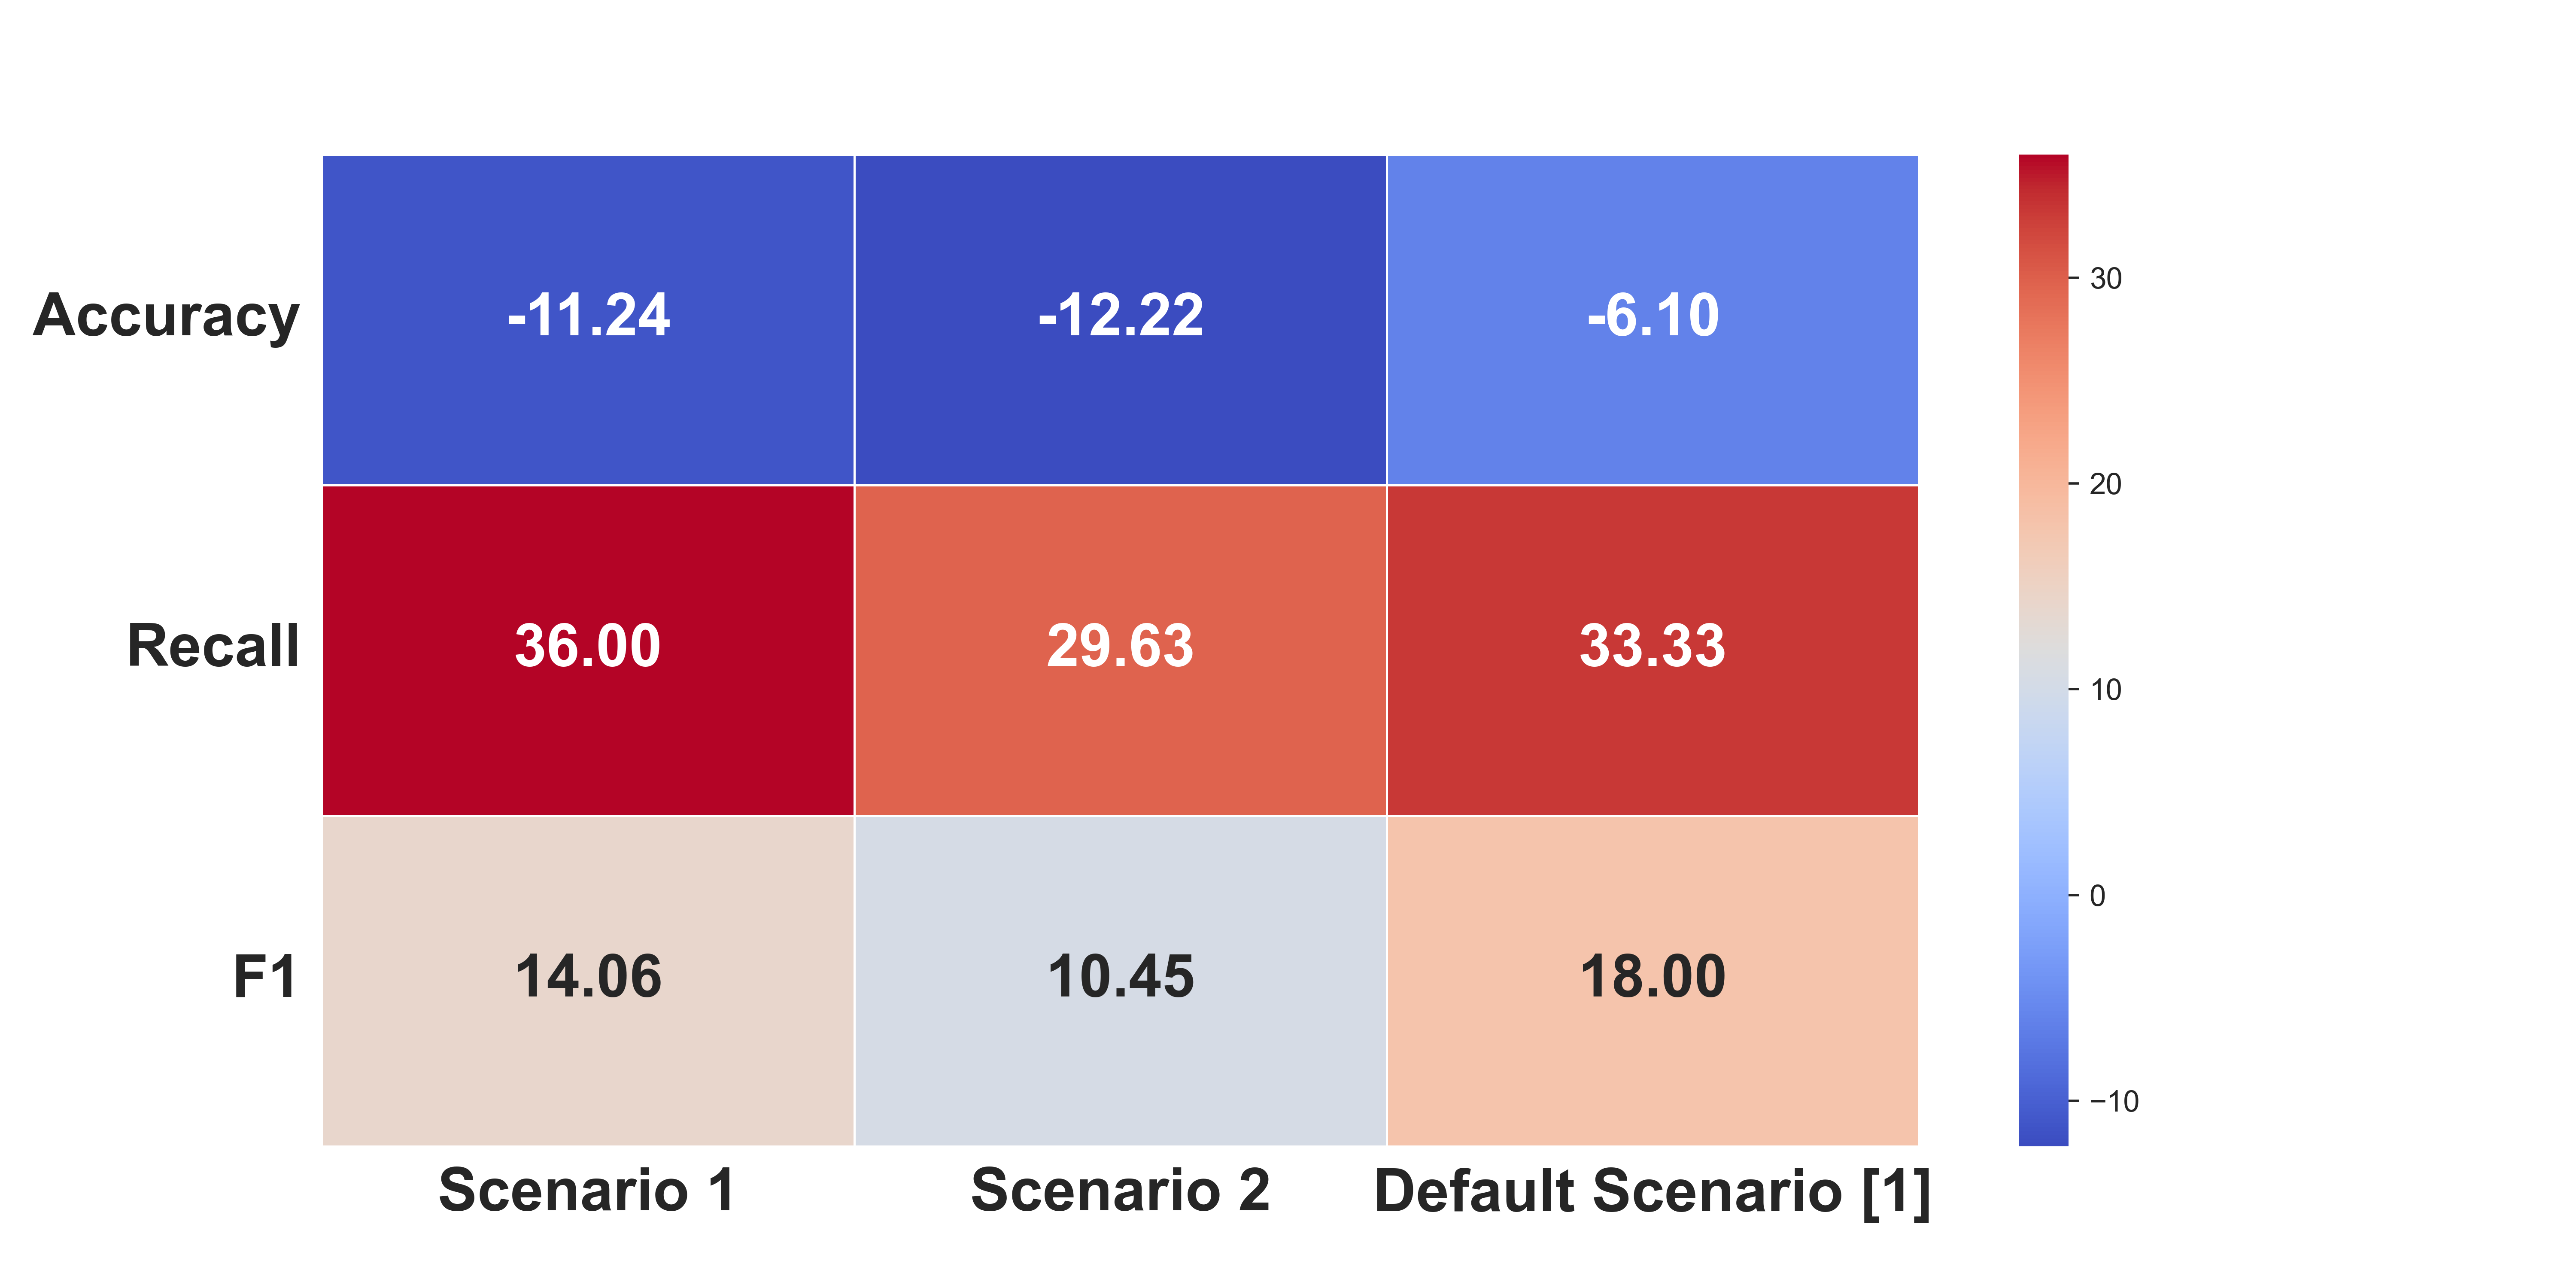 Accuracy -11.24 -12.22 -6.10
Recall 36.00 29.63 33.33
F1 14.06 10.45 18.00
Scenario 1 Scenario 2 Default Scenario [1]
30
20
10
0
−10